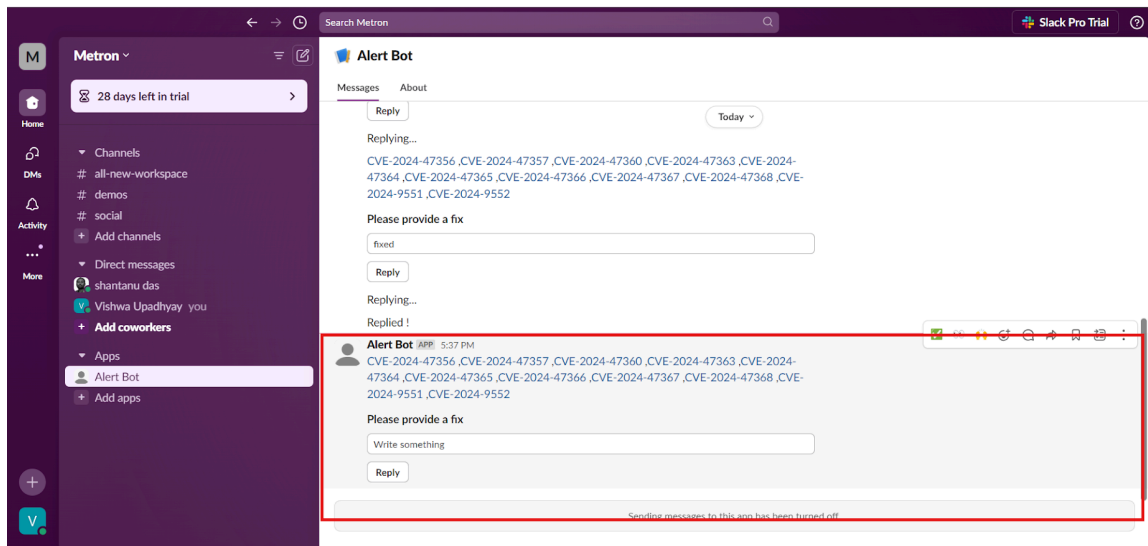 Search Metron
Slack Pro Trial
M
Metron
28 days left in trial
Home
DMs
Activity
More
Channels
# all-new-workspace
# demos
# social
+ Add channels
Direct messages
shantanu das
V Vishwa Upadhyay you
+ Add coworkers
Apps
Alert Bot
+ Add apps
V
Alert Bot
Messages About
Reply
Today
Replying...
CVE-2024-47356 ,CVE-2024-47357 ,CVE-2024-47360 ,CVE-2024-47363 ,CVE-2024-
47364 ,CVE-2024-47365 ,CVE-2024-47366 ,CVE-2024-47367 ,CVE-2024-47368 ,CVE-
2024-9551 ,CVE-2024-9552
Please provide a fix
fixed
Reply
Replying...
Replied !
Alert Bot APP 5:37 PM
CVE-2024-47356 ,CVE-2024-47357 ,CVE-2024-47360 ,CVE-2024-47363 ,CVE-2024-
47364 ,CVE-2024-47365 ,CVE-2024-47366 ,CVE-2024-47367 ,CVE-2024-47368 ,CVE-
2024-9551 ,CVE-2024-9552
Please provide a fix
Write something
Reply
Sending messages to this app has been turned off